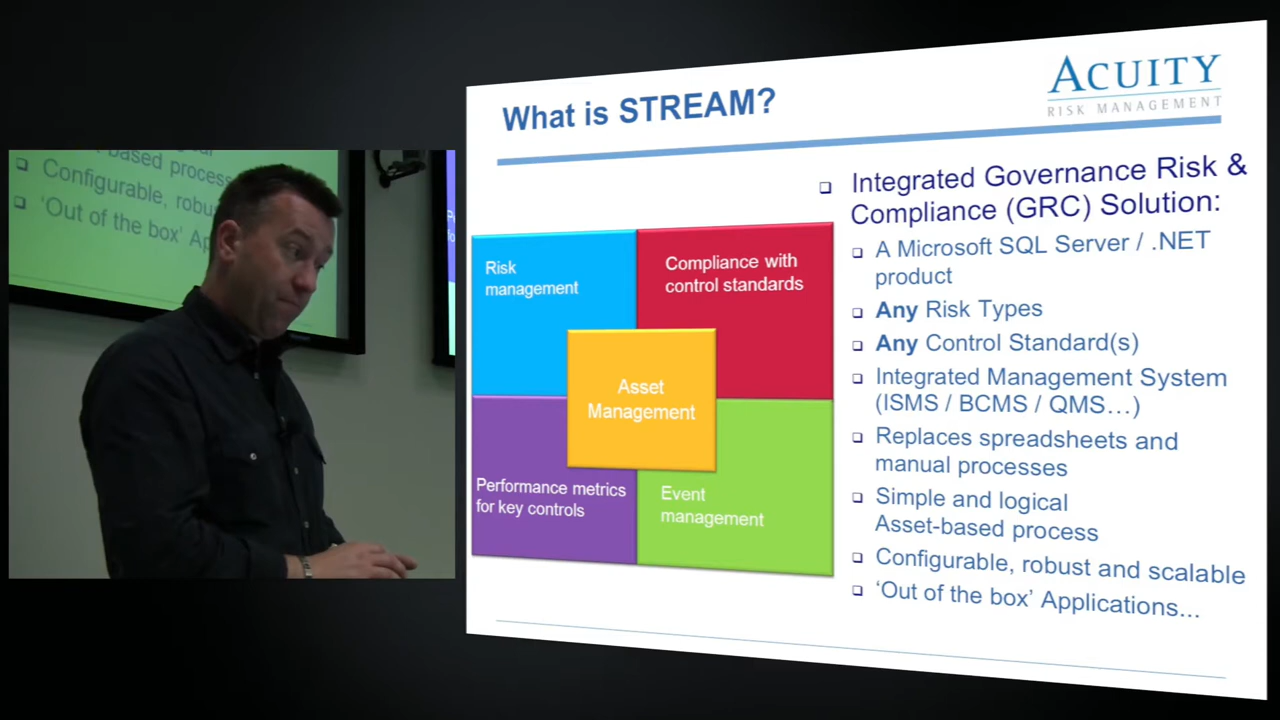 What is STREAM?
ACUITY
RISK MANAGEMENT
Risk
management
Compliance with
control standards
Asset
Management
Performance metrics
for key controls
Event
management
Integrated Governance Risk &
Compliance (GRC) Solution:
A Microsoft SQL Server / .NET
product
Any Risk Types
Any Control Standard(s)
Integrated Management System
(ISMS / BCMS / QMS...)
Replaces spreadsheets and
manual processes
Simple and logical
Asset-based process
Configurable, robust and scalable
‘Out of the box’ Applications...
based process
Configurable, robu
‘Out of the box’ Ap